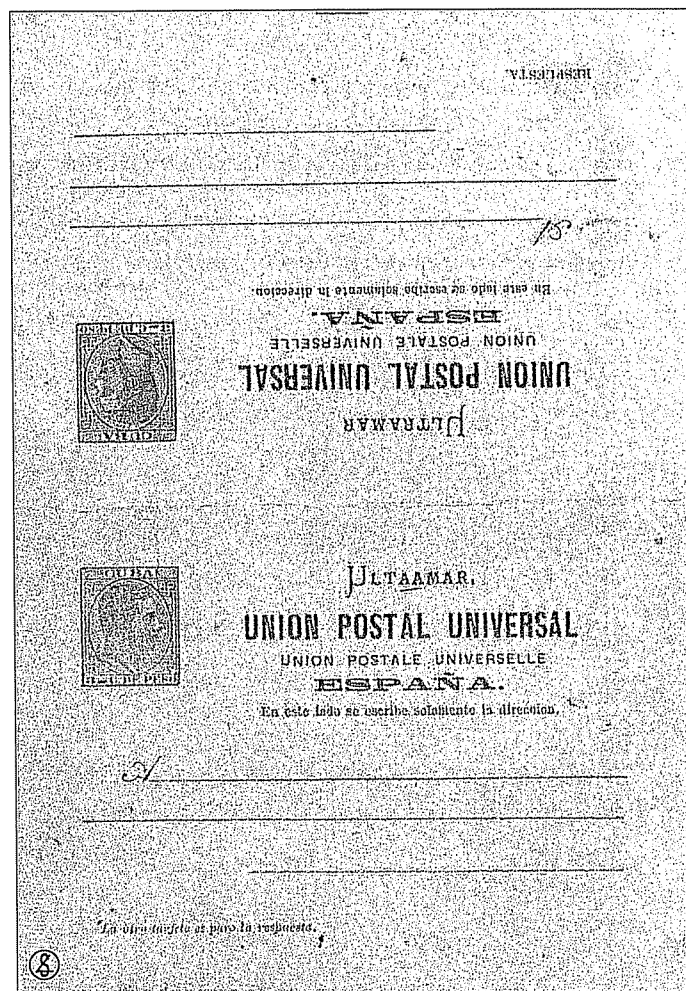 RESPUESTA.
A
En este lado se escribe solamente la direccion.
ESPAÑA.
UNION POSTALE UNIVERSELLE
UNION POSTAL UNIVERSAL
ULTRAMAR
CUBA
CUBA
ULTAAMAR.
UNION POSTAL UNIVERSAL
UNION POSTALE UNIVERSELLE
ESPAÑA.
En este lado se escribe solamente la direccion.
A
La otra tarjeta es para la respuesta.
8